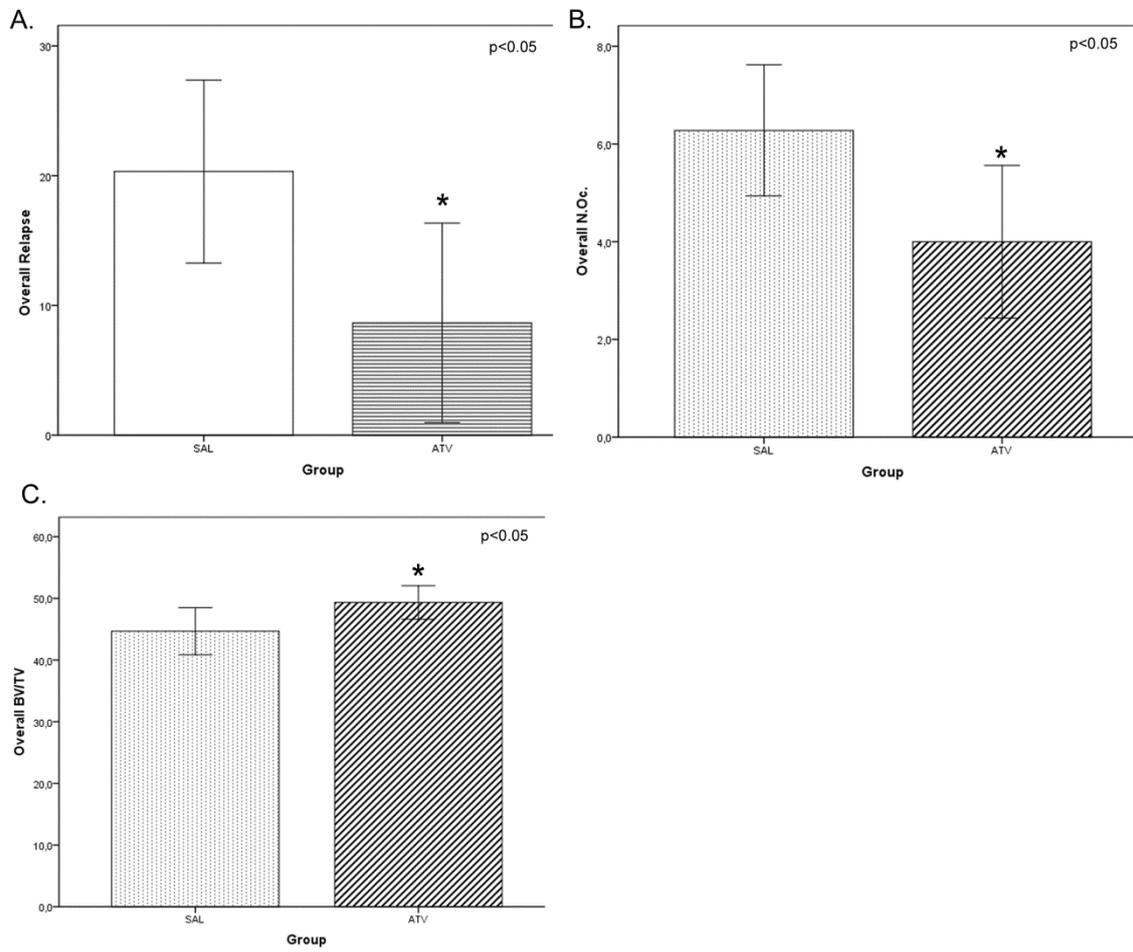 A.
p<0.05
Overall Relapse
30
20
10
0
SAL
*
ATV
Group
B.
p<0.05
Overall N.Oc.
8,0
6,0
4,0
2,0
0,0
SAL
*
ATV
Group
C.
p<0.05
Overall BV/TV
60,0
50,0
40,0
30,0
20,0
10,0
0,0
SAL
*
ATV
Group